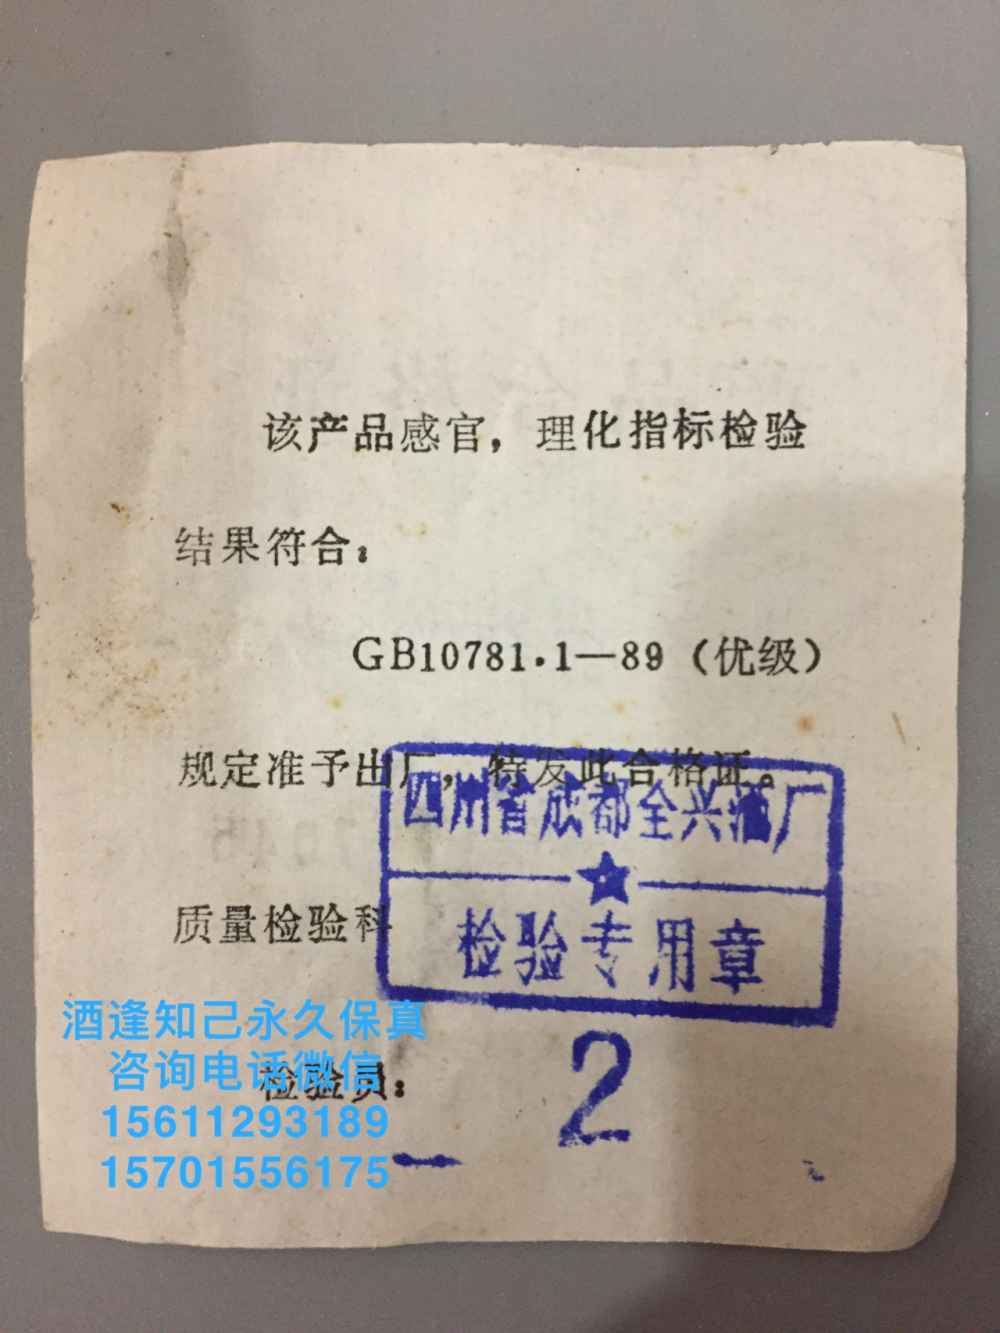 该产品感官，理化指标检验
结果符合：
GB10781.1—89（优级）
规定准予出厂，特发此合格证。
四川省成都全兴酒厂
检验专用章
质量检验科
检验员：
2
酒逢知己永久保真
咨询电话微信
15611293189
15701556175